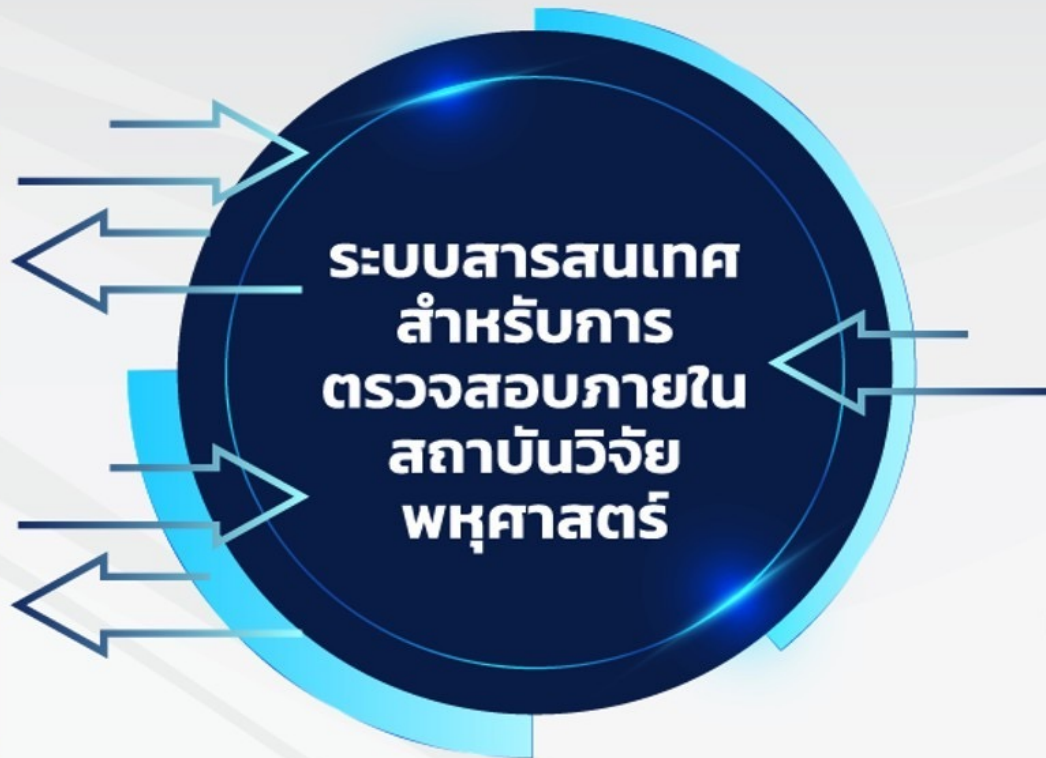 ระบบสารสนเทศ
สำหรับการ
ตรวจสอบภายใน
สถาบันวิจัย
พหุศาสตร์